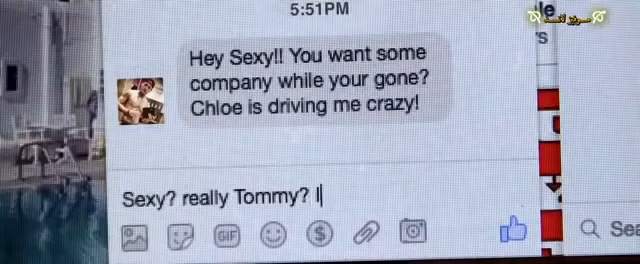 5:51PM
Hey Sexy!! You want some
company while your gone?
Chloe is driving me crazy!
Sexy? really Tommy? I
GIF
Sea